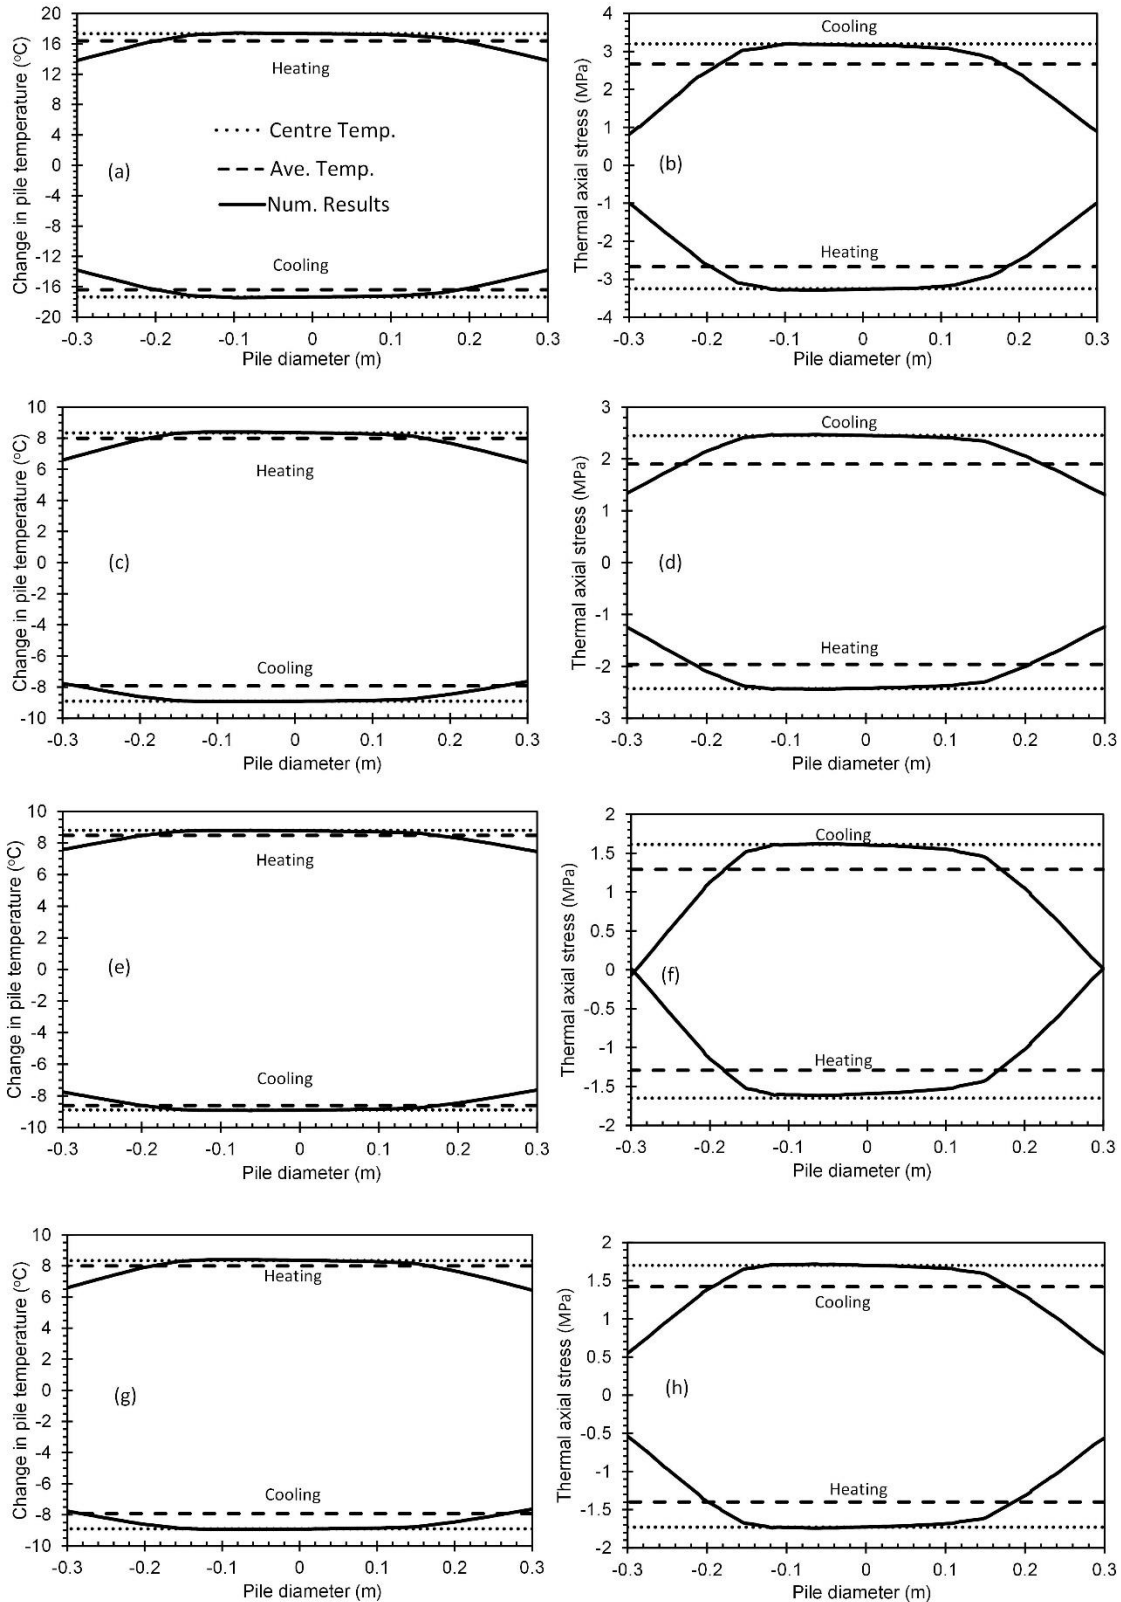 Change in pile temperature (°C)
20
16
12
8
4
0
-4
-8
-12
-16
-20
Heating
Centre Temp.
Ave. Temp.
Num. Results
(a)
Cooling
-0.3 -0.2 -0.1 0 0.1 0.2 0.3
Pile diameter (m)
Thermal axial stress (MPa)
4
3
2
1
0
-1
-2
-3
-4
Cooling
(b)
Heating
-0.3 -0.2 -0.1 0 0.1 0.2 0.3
Pile diameter (m)
Change in pile temperature (°C)
10
8
6
4
2
0
-2
-4
-6
-8
-10
Heating
(c)
Cooling
-0.3 -0.2 -0.1 0 0.1 0.2 0.3
Pile diameter (m)
Thermal axial stress (MPa)
3
2
1
0
-1
-2
-3
Cooling
(d)
Heating
-0.3 -0.2 -0.1 0 0.1 0.2 0.3
Pile diameter (m)
Change in pile temperature (°C)
10
8
6
4
2
0
-2
-4
-6
-8
-10
Heating
(e)
Cooling
-0.3 -0.2 -0.1 0 0.1 0.2 0.3
Pile diameter (m)
Thermal axial stress (MPa)
2
1.5
1
0.5
0
-0.5
-1
-1.5
-2
Cooling
(f)
Heating
-0.3 -0.2 -0.1 0 0.1 0.2 0.3
Pile diameter (m)
Change in pile temperature (°C)
10
8
6
4
2
0
-2
-4
-6
-8
-10
Heating
(g)
Cooling
-0.3 -0.2 -0.1 0 0.1 0.2 0.3
Pile diameter (m)
Thermal axial stress (MPa)
2
1.5
1
0.5
0
-0.5
-1
-1.5
-2
Cooling
(h)
Heating
-0.3 -0.2 -0.1 0 0.1 0.2 0.3
Pile diameter (m)